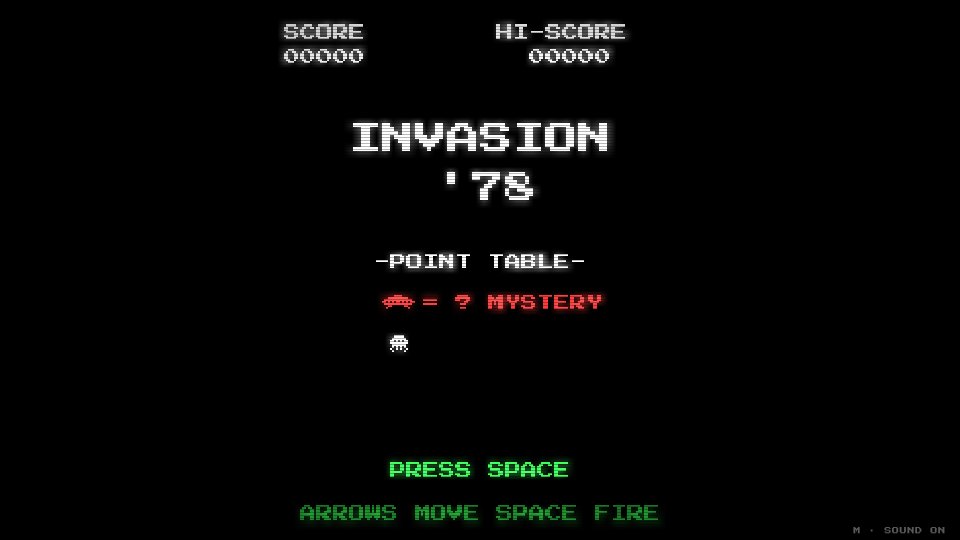 SCORE HI-SCORE
00000 00000
INVASION
'78
-POINT TABLE-
= ? MYSTERY
PRESS SPACE
ARROWS MOVE SPACE FIRE
M · SOUND ON